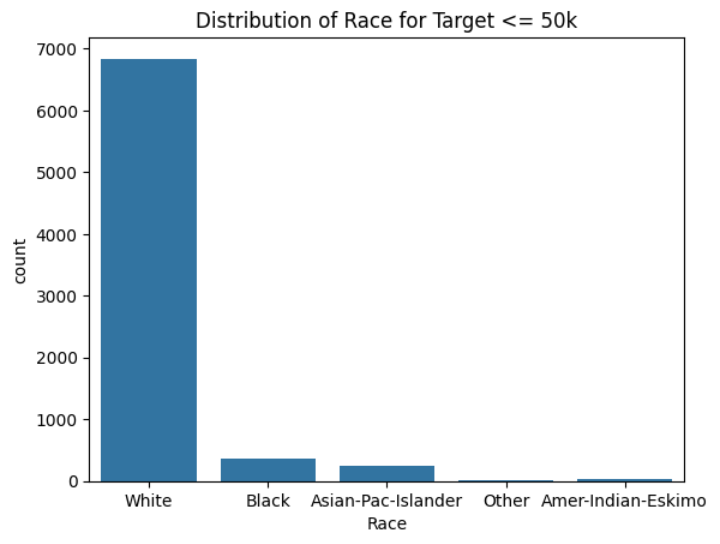 Distribution of Race for Target <= 50k
7000
6000
5000
4000
3000
2000
1000
0
count
White Black Asian-Pac-Islander Other Amer-Indian-Eskimo
Race